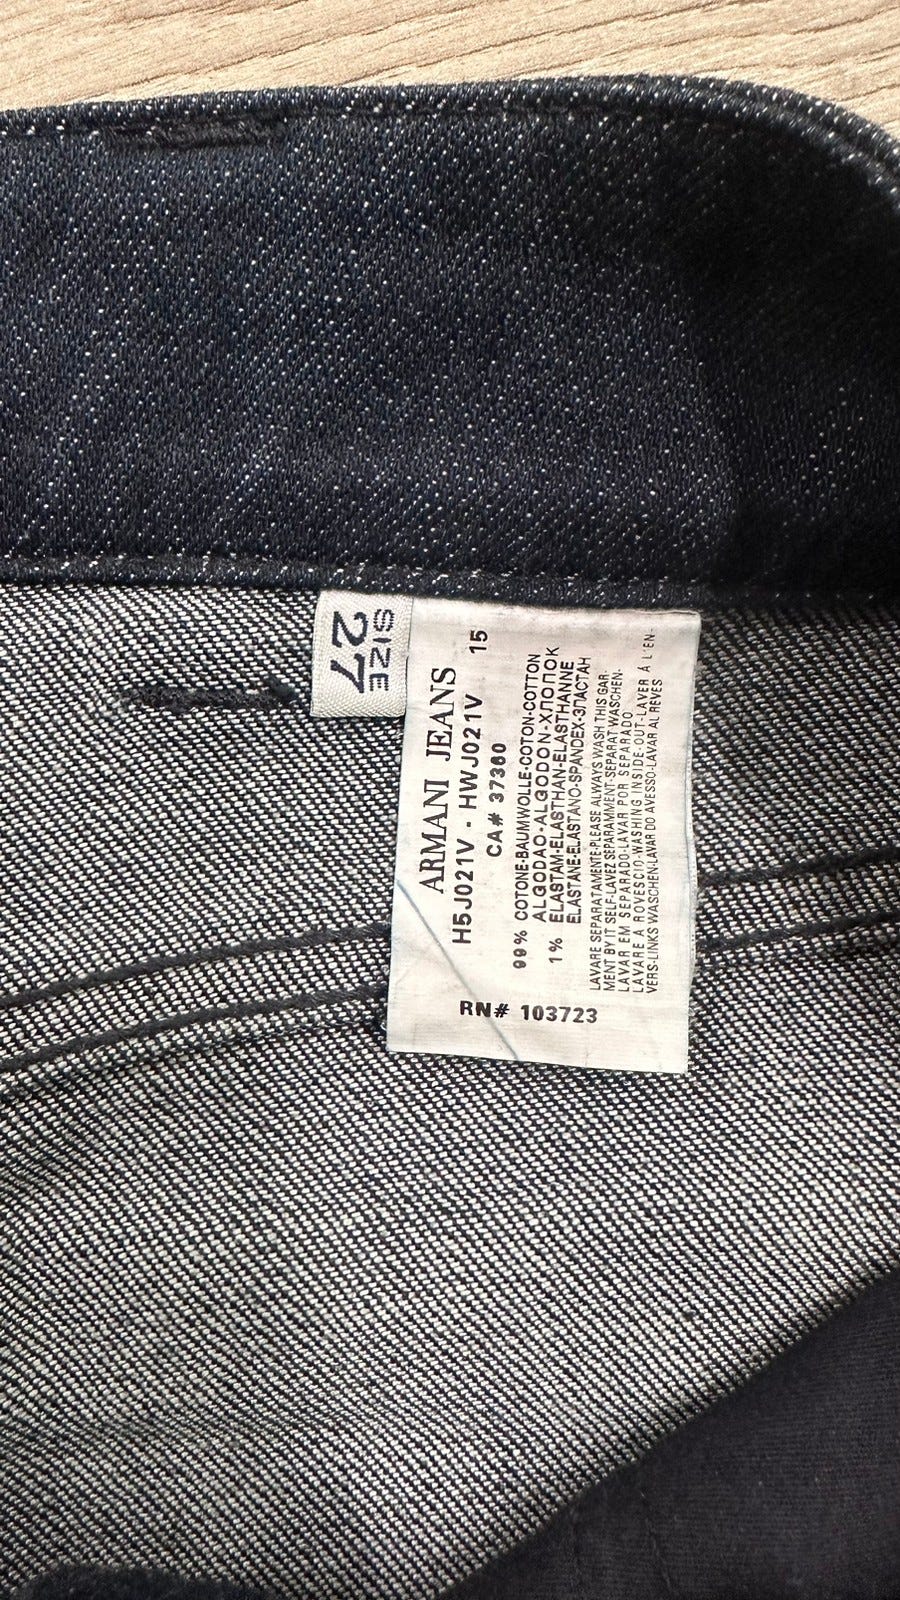 SIZE
27
ARMANI JEANS
H5J021V - HWJ021V 15
CA# 37360
99% COTONE-BAUMWOLLE-COTON-COTTON
ALGODAO-ALGODON-ХЛОПОК
1% ELASTAM-ELASTHAN-ELASTHANNE
ELASTANE-ELASTANO-SPANDEX-ЭЛАСТАН
LAVARE SEPARATAMENTE-PLEASE ALWAYS WASH THIS GAR-
MENT BY IT SELF-LAVEZ SEPARAMMENT-SEPARAT WASCHEN-
LAVAR EM SEPARADO-LAVAR POR SEPARADO
LAVARE A ROVESCIO-WASHING INSIDE-OUT-LAVER À L'EN-
VERS-LINKS WASCHEN-LAVAR DO AVESSO-LAVAR AL REVES
RN# 103723